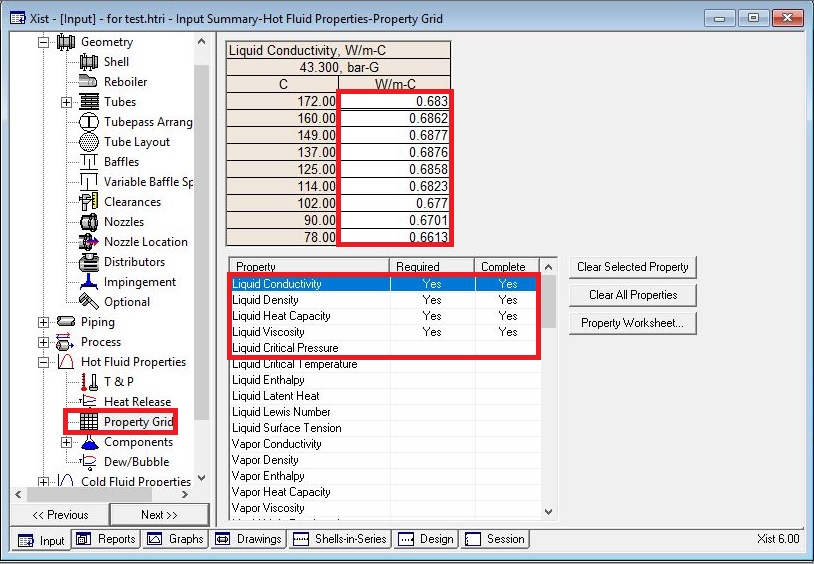 Xist - [Input] - for test.htri - Input Summary-Hot Fluid Properties-Property Grid
Geometry
Shell
Reboiler
Tubes
Tubepass Arrang
Tube Layout
Baffles
Variable Baffle Sp
Clearances
Nozzles
Nozzle Location
Distributors
Impingement
Optional
Piping
Process
Hot Fluid Properties
T & P
Heat Release
Property Grid
Components
Dew/Bubble
Cold Fluid Properties
<< Previous
Next >>
Liquid Conductivity, W/m-C
43.300, bar-G
C W/m-C
172.00 0.683
160.00 0.6862
149.00 0.6877
137.00 0.6876
125.00 0.6858
114.00 0.6823
102.00 0.677
90.00 0.6701
78.00 0.6613
Property Required Complete
Liquid Conductivity Yes Yes
Liquid Density Yes Yes
Liquid Heat Capacity Yes Yes
Liquid Viscosity Yes Yes
Liquid Critical Pressure
Liquid Critical Temperature
Liquid Enthalpy
Liquid Latent Heat
Liquid Lewis Number
Liquid Surface Tension
Vapor Conductivity
Vapor Density
Vapor Enthalpy
Vapor Heat Capacity
Vapor Viscosity
Clear Selected Property
Clear All Properties
Property Worksheet...
Input Reports Graphs Drawings Shells-in-Series Design Session
Xist 6.00